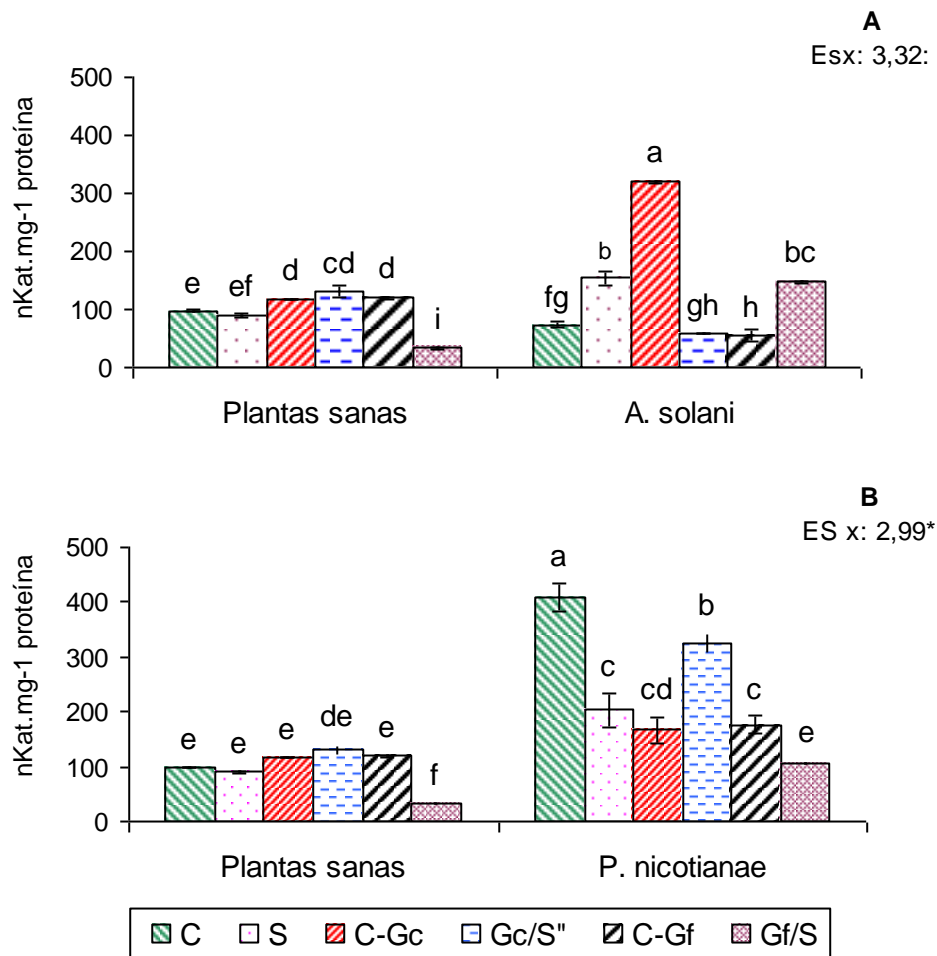 A
Esx: 3,32:
nKat.mg-1 proteína
500
400
300
200
100
0
e ef d cd d i fg b a gh h bc
Plantas sanas A. solani
B
ES x: 2,99*
nKat.mg-1 proteína
500
400
300
200
100
0
e e e de e f a c cd b c e
Plantas sanas P. nicotianae
C S C-Gc Gc/S" C-Gf Gf/S